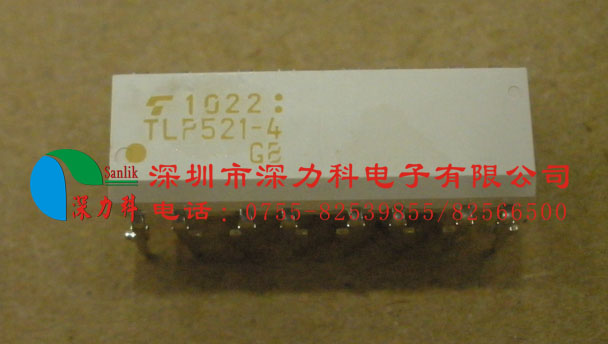 1022:
TLP521-4
GB
Sanlik
深力科
深圳市深力科电子有限公司
电话 0755-82539855/82566500